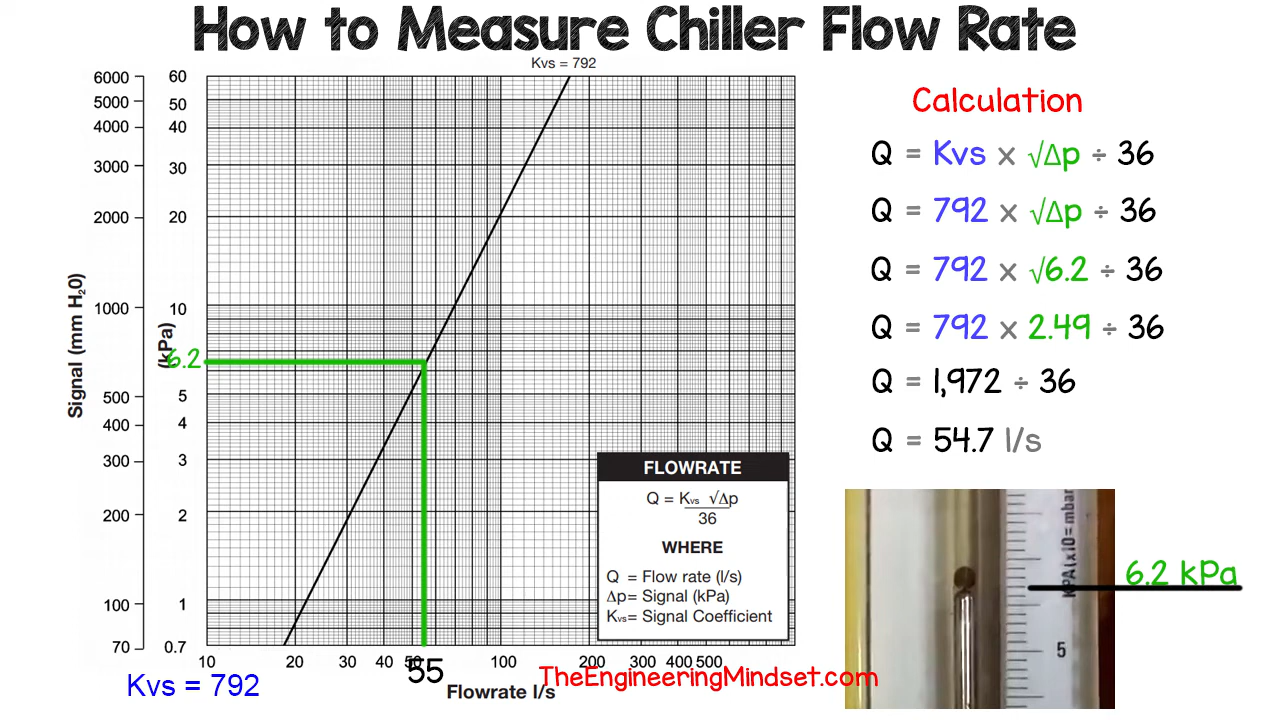 How to Measure Chiller Flow Rate
Kvs = 792
Signal (mm H₂0)
6000
5000
4000
3000
2000
1000
500
400
300
200
100
70
(kPa)
60
50
40
30
20
10
6.2
5
4
3
2
1
0.7
10 20 30 40 50 100 200 300 400 500
55
Flowrate l/s
Kvs = 792
FLOWRATE
Q = Kvs √Δp
36
WHERE
Q = Flow rate (l/s)
Δp= Signal (kPa)
Kvs= Signal Coefficient
Calculation
Q = Kvs x √Δp ÷ 36
Q = 792 x √Δp ÷ 36
Q = 792 x √6.2 ÷ 36
Q = 792 x 2.49 ÷ 36
Q = 1,972 ÷ 36
Q = 54.7 l/s
KPA(x10=mbar
6.2 kPa
5
TheEngineeringMindset.com